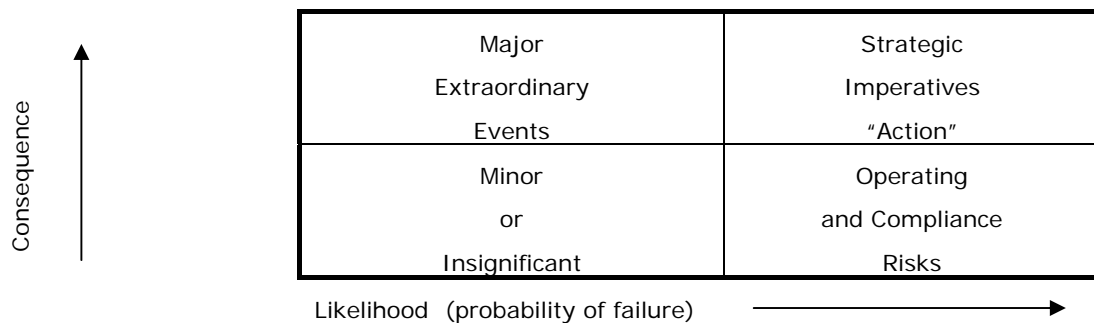 Consequence
Major
Extraordinary
Events
Strategic
Imperatives
“Action”
Minor
or
Insignificant
Operating
and Compliance
Risks
Likelihood (probability of failure)